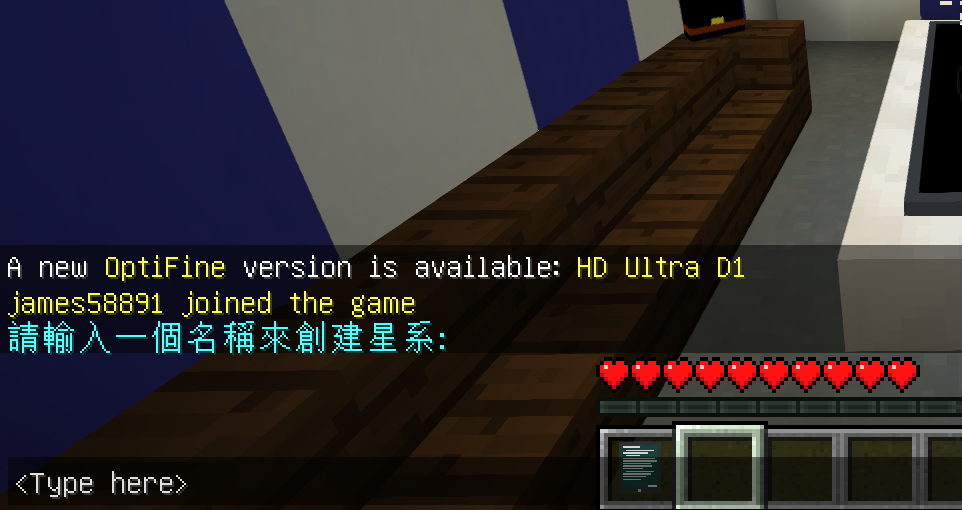 A new OptiFine version is available: HD Ultra D1
james58891 joined the game
請輸入一個名稱來創建星系:
<Type here>